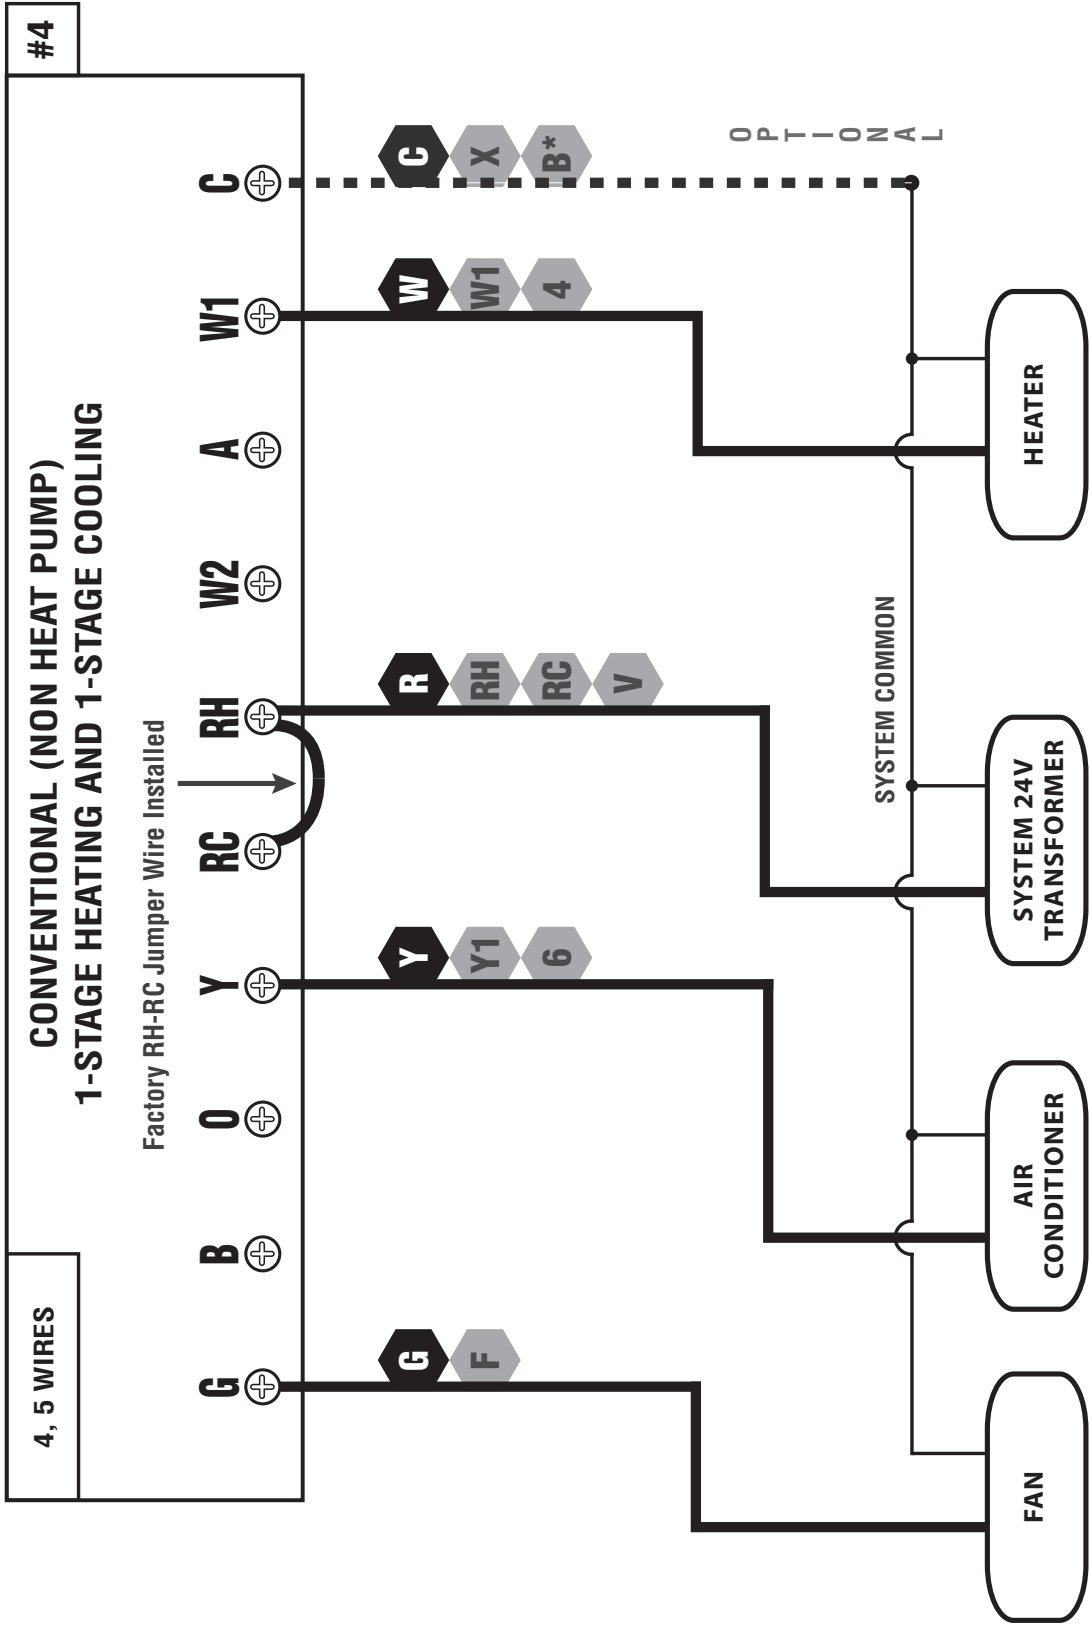 4, 5 WIRES
CONVENTIONAL (NON HEAT PUMP)
1-STAGE HEATING AND 1-STAGE COOLING
#4
Factory RH-RC Jumper Wire Installed
G B O Y RC RH W2 A W1 C
G Y R W C
F Y1 RH W1 X
6 RC 4 B*
V
OPTIONAL
SYSTEM COMMON
FAN
AIR
CONDITIONER
SYSTEM 24V
TRANSFORMER
HEATER